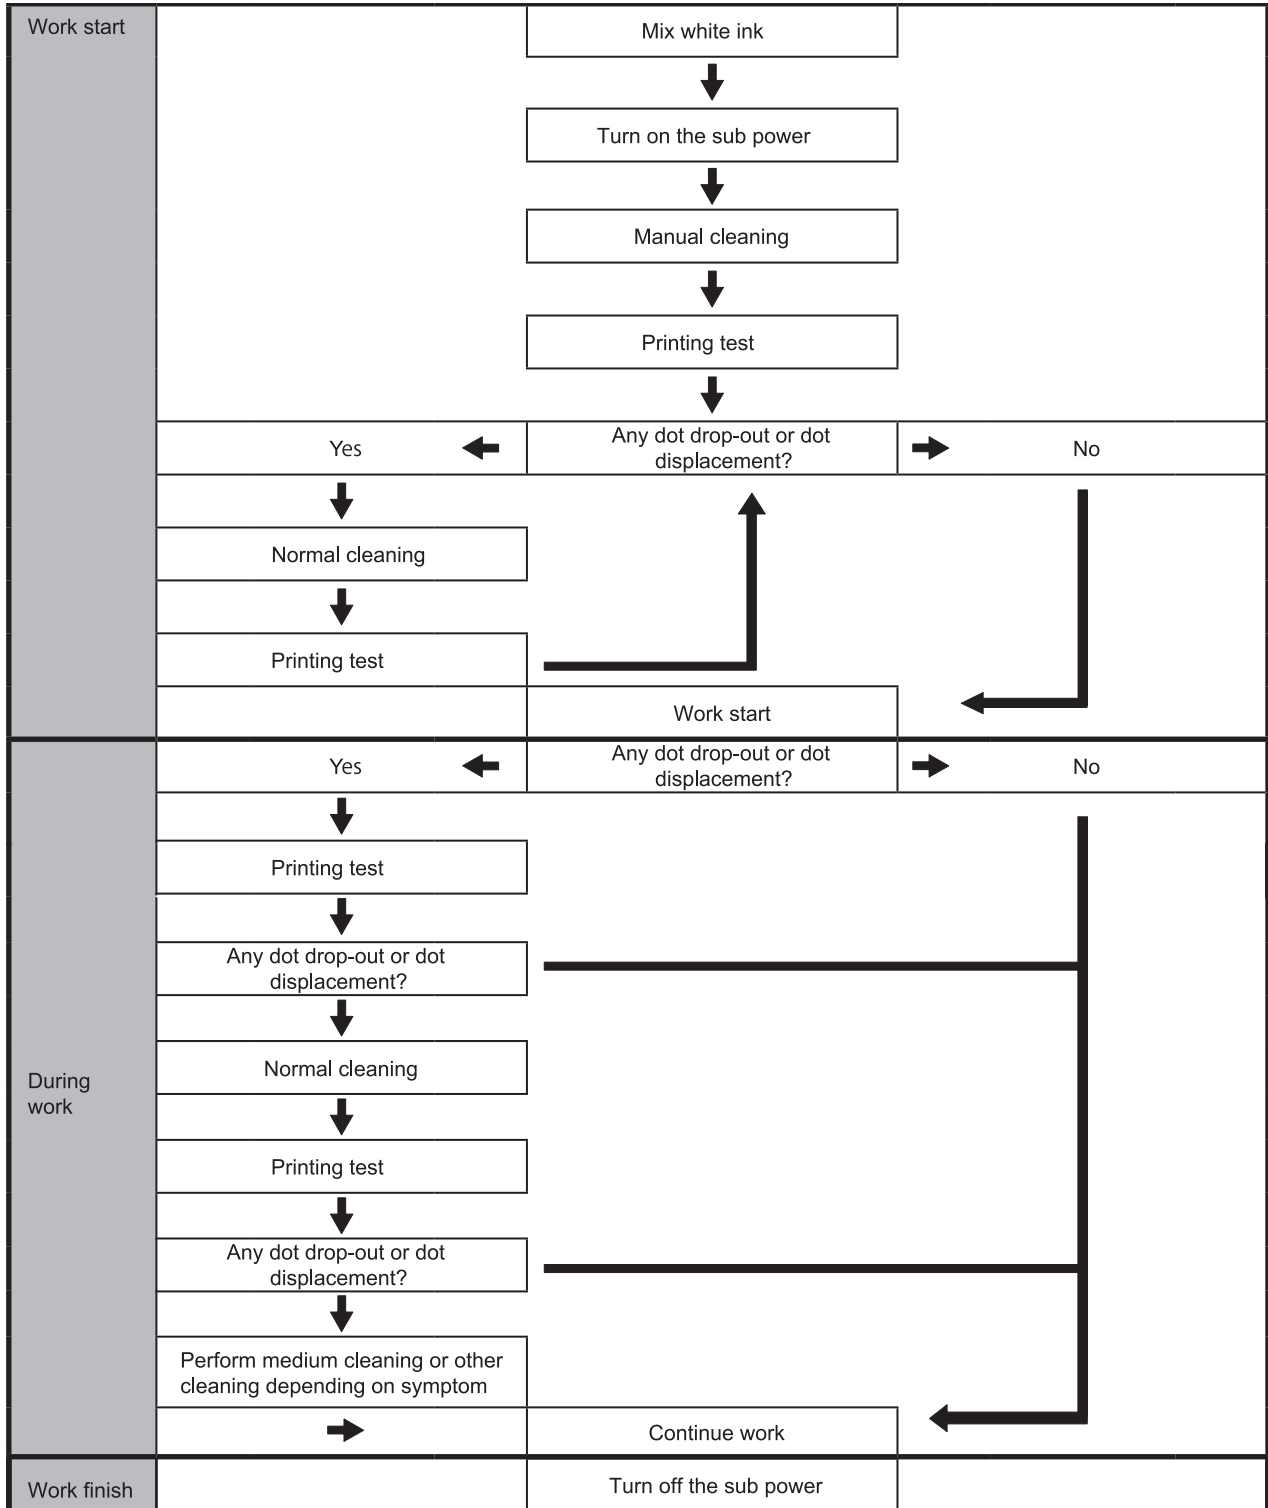 Work start
Mix white ink
Turn on the sub power
Manual cleaning
Printing test
Yes
Any dot drop-out or dot
displacement?
No
Normal cleaning
Printing test
Work start
Yes
Any dot drop-out or dot
displacement?
No
Printing test
Any dot drop-out or dot
displacement?
Normal cleaning
During
work
Printing test
Any dot drop-out or dot
displacement?
Perform medium cleaning or other
cleaning depending on symptom
Continue work
Work finish
Turn off the sub power